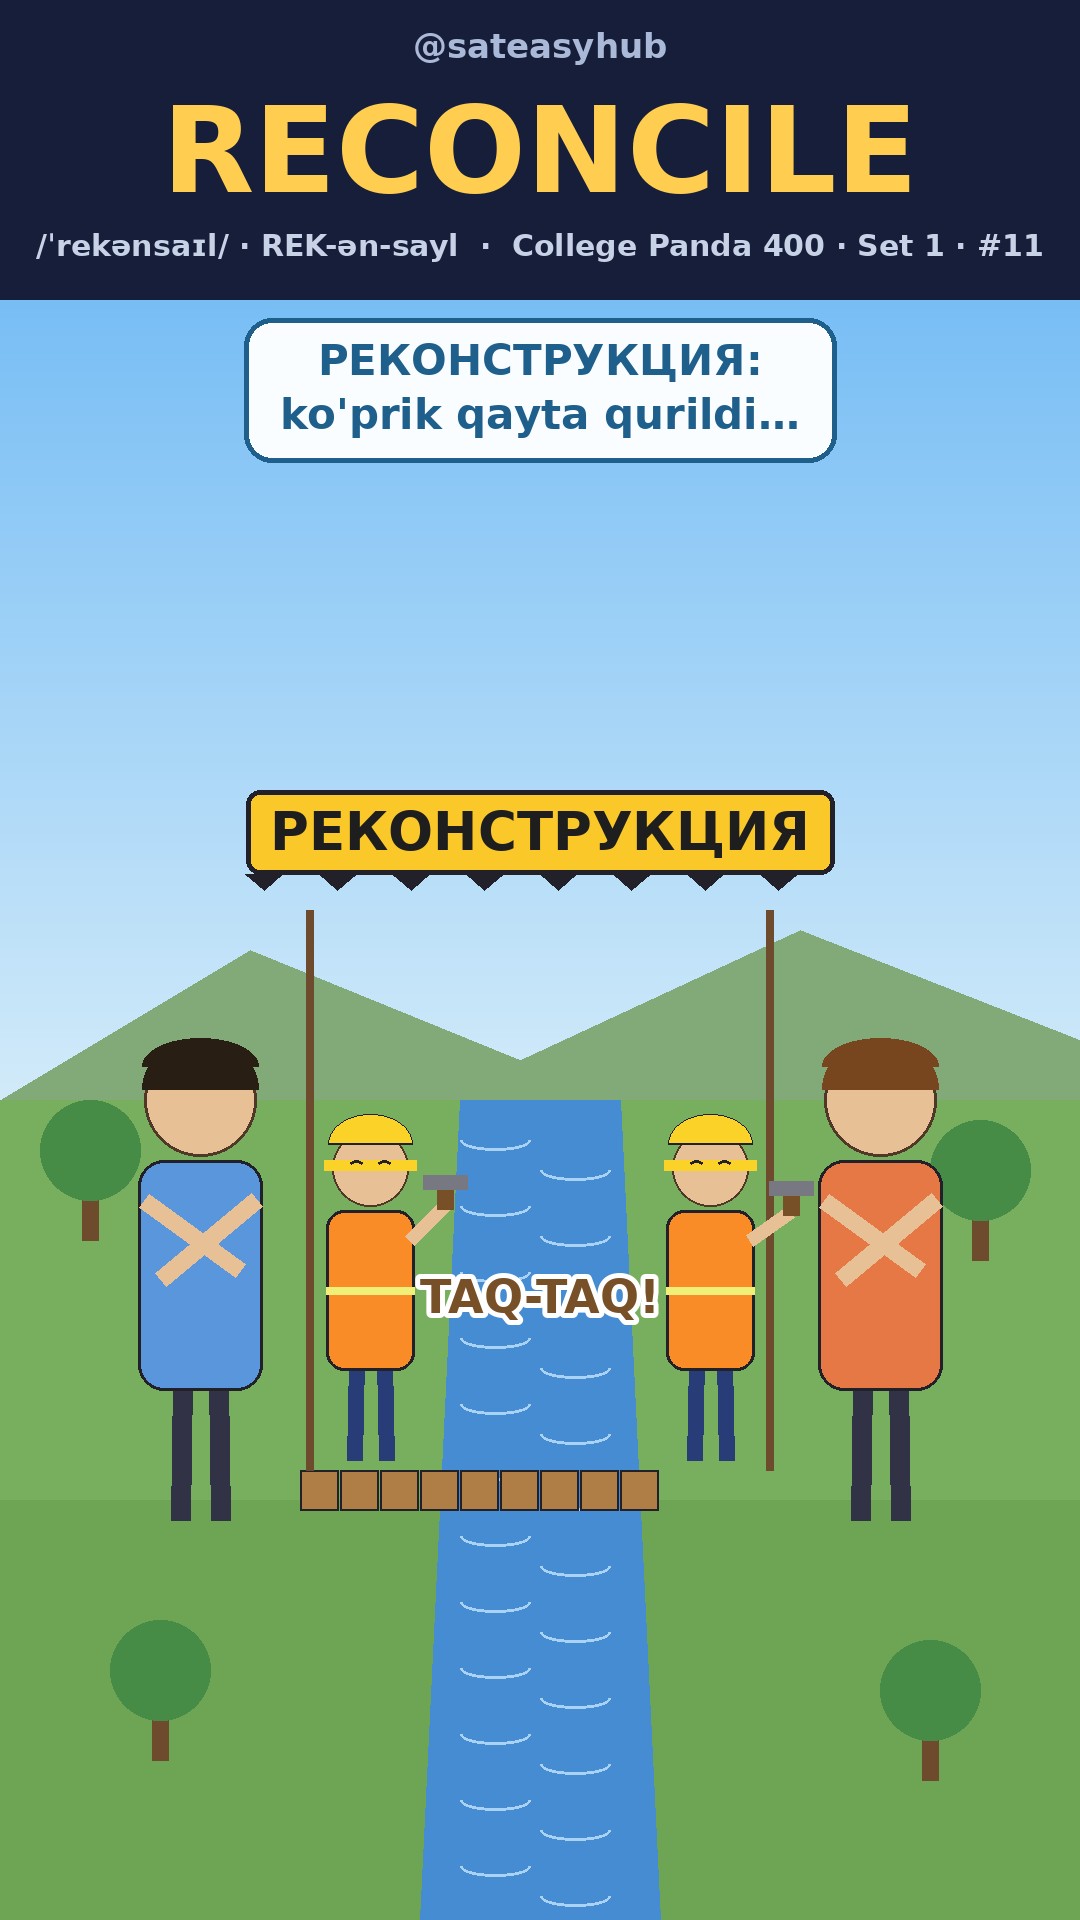 @sateasyhub
RECONCILE
/ˈrekənsaɪl/ · REK-ən-sayl · College Panda 400 · Set 1 · #11
РЕКОНСТРУКЦИЯ:
ko'prik qayta qurildi…
РЕКОНСТРУКЦИЯ
TAQ-TAQ!